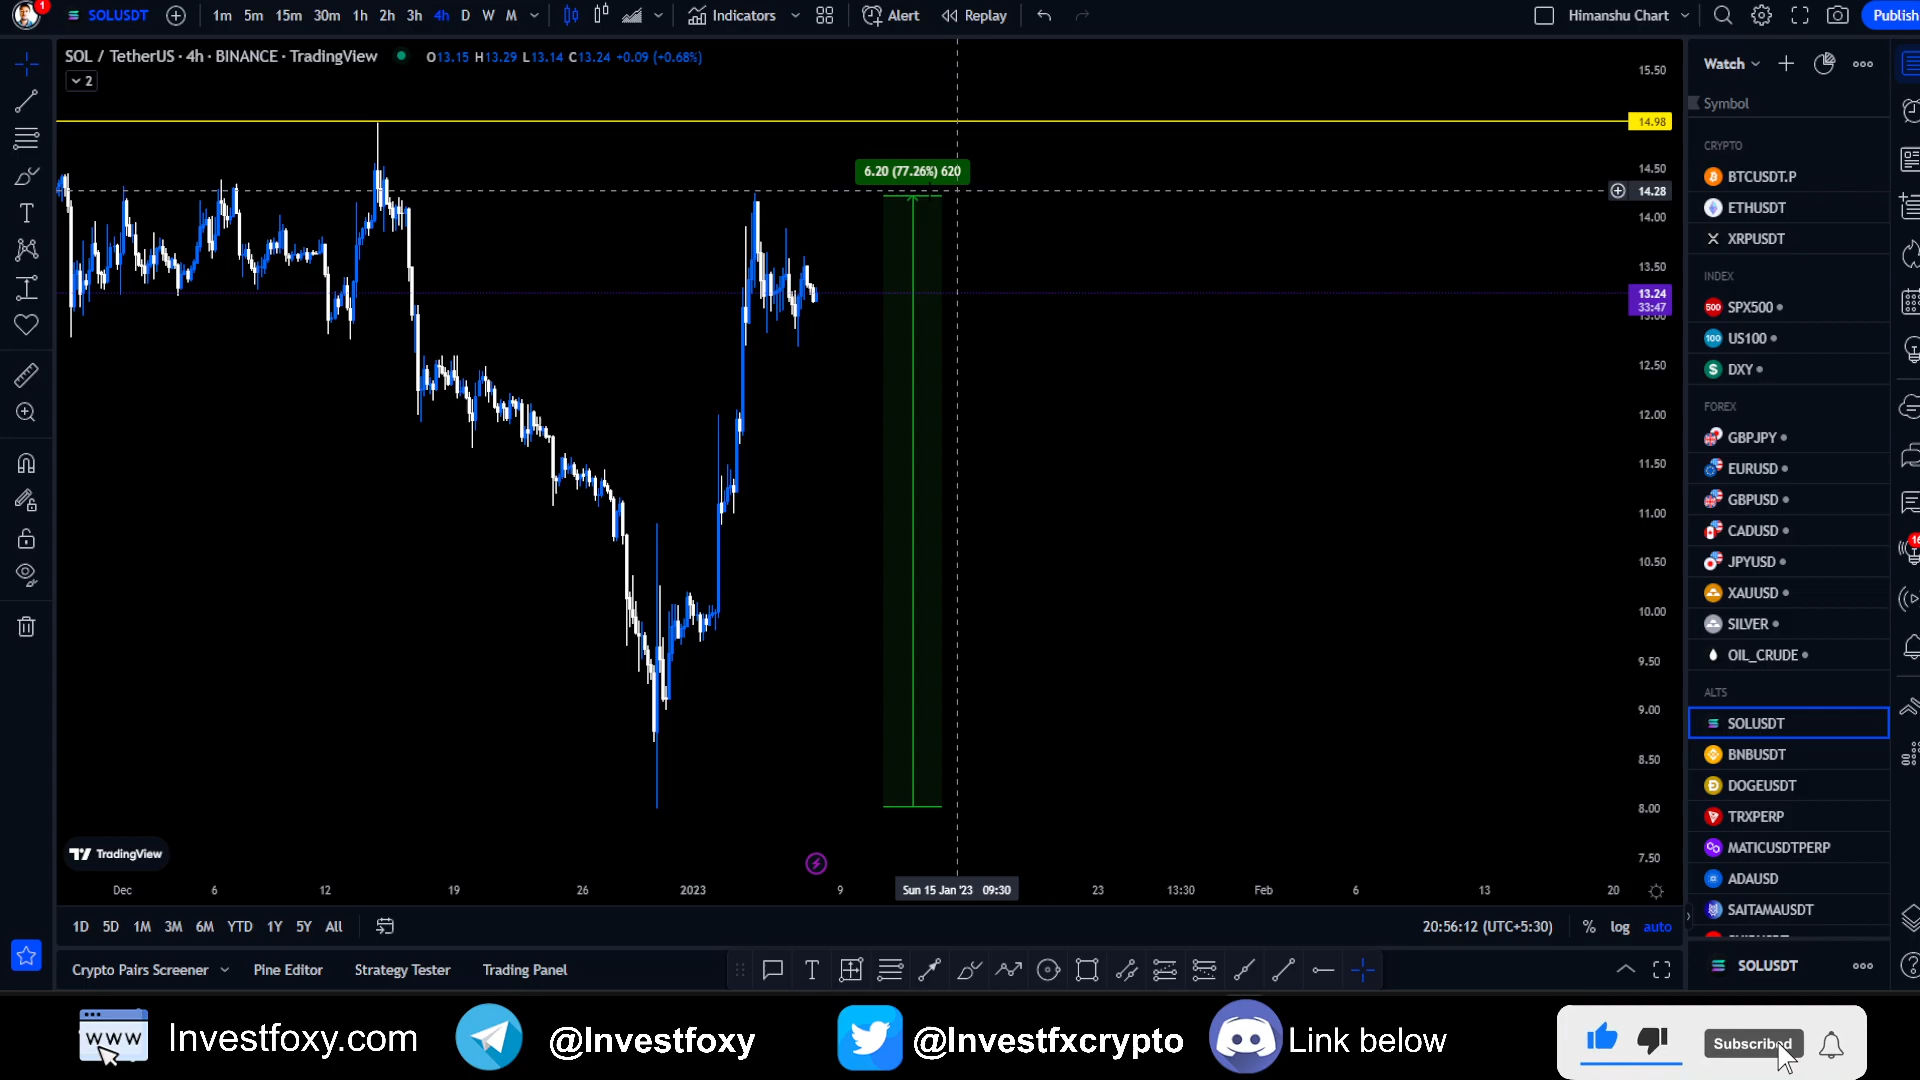 1
SOLUSDT
1m 5m 15m 30m 1h 2h 3h 4h D W M
Indicators
Alert
Replay
Himanshu Chart
Publish
SOL / TetherUS · 4h · BINANCE · TradingView
O13.15 H13.29 L13.14 C13.24 +0.09 (+0.68%)
2
15.50
14.98
14.50
14.28
14.00
13.50
13.24
33:47
13.00
12.50
12.00
11.50
11.00
10.50
10.00
9.50
9.00
8.50
8.00
7.50
6.20 (77.26%) 620
TradingView
Dec 6 12 19 26 2023 9 Sun 15 Jan '23 09:30 23 13:30 Feb 6 13 20
1D 5D 1M 3M 6M YTD 1Y 5Y All
20:56:12 (UTC+5:30)
% log auto
Crypto Pairs Screener
Pine Editor
Strategy Tester
Trading Panel
Watch
Symbol
CRYPTO
BTCUSDT.P
ETHUSDT
XRPUSDT
INDEX
500 SPX500
100 US100
$ DXY
FOREX
GBPJPY
EURUSD
GBPUSD
CADUSD
JPYUSD
XAUUSD
SILVER
OIL_CRUDE
ALTS
SOLUSDT
BNBUSDT
DOGEUSDT
TRXPERP
MATICUSDTPERP
ADAUSD
SAITAMAUSDT
SOLUSDT
16
www
Investfoxy.com
@Investfoxy
@Investfxcrypto
Link below
Subscribed